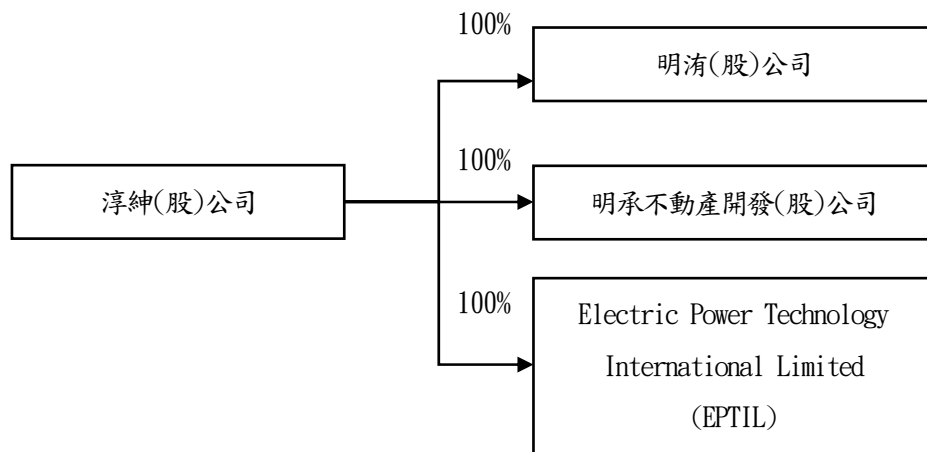 100%
明洧(股)公司
100%
淳紳(股)公司
明承不動產開發(股)公司
100%
Electric Power Technology
International Limited
(EPTIL)